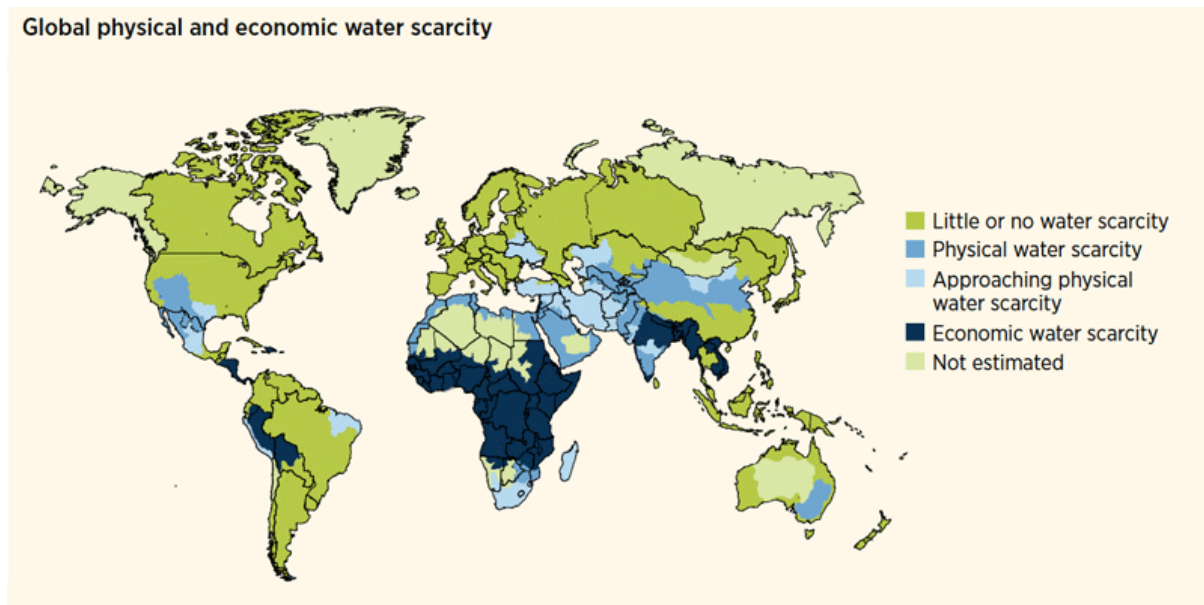 Global physical and economic water scarcity
Little or no water scarcity
Physical water scarcity
Approaching physical
water scarcity
Economic water scarcity
Not estimated